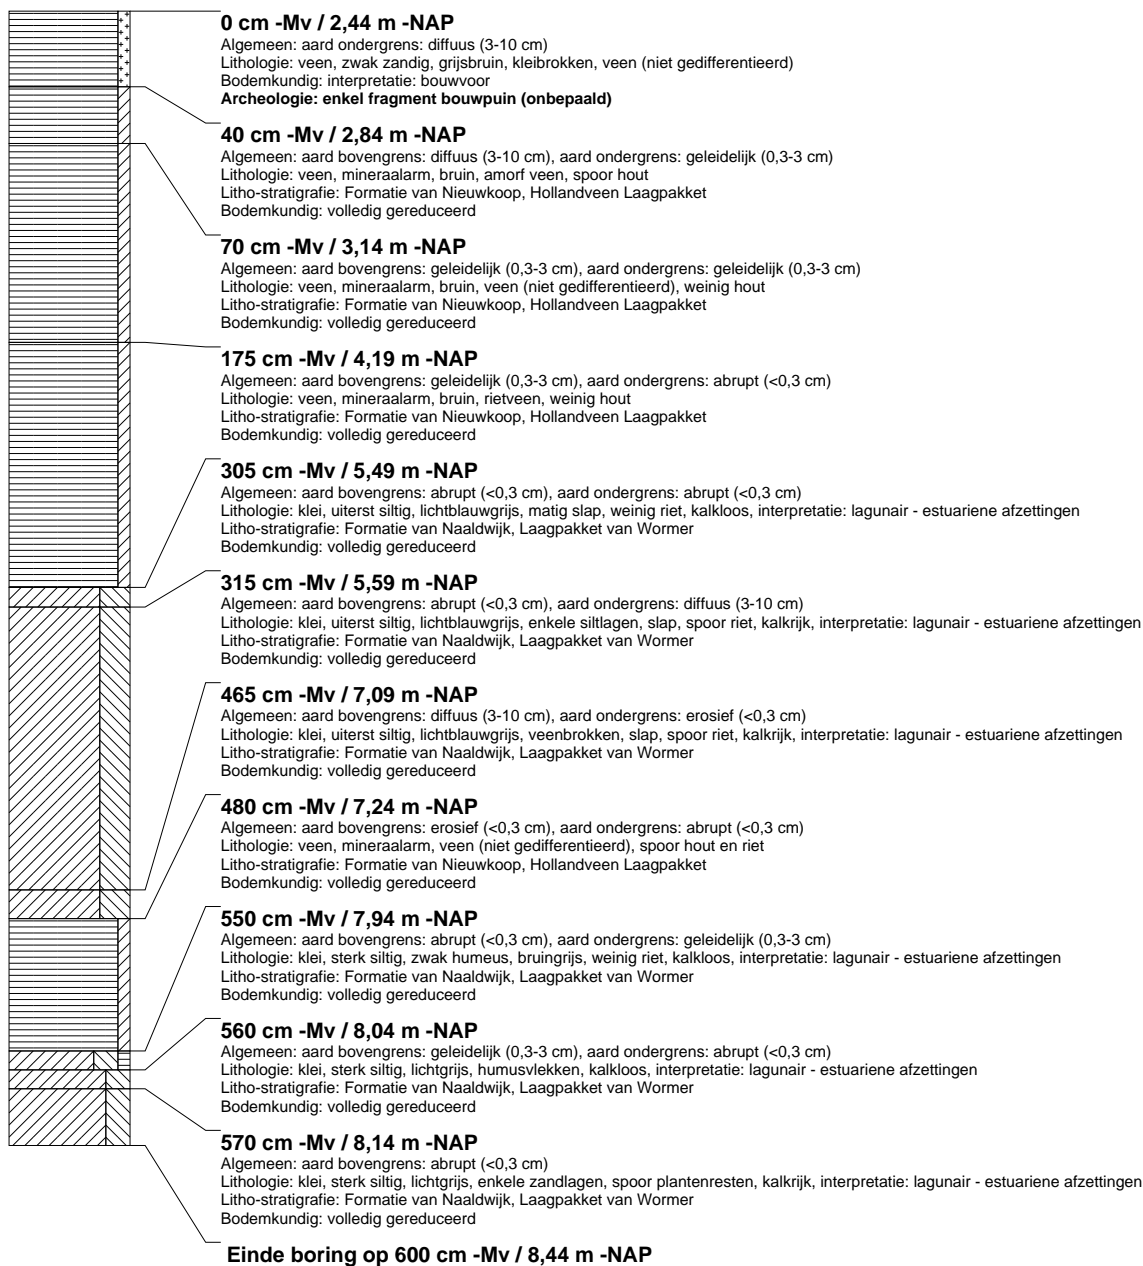 0 cm -Mv / 2,44 m -NAP
Algemeen: aard ondergrens: diffuus (3-10 cm)
Lithologie: veen, zwak zandig, grijsbruin, kleibrokken, veen (niet gedifferentieerd)
Bodemkundig: interpretatie: bouwvoor
Archeologie: enkel fragment bouwpuin (onbepaald)
40 cm -Mv / 2,84 m -NAP
Algemeen: aard bovengrens: diffuus (3-10 cm), aard ondergrens: geleidelijk (0,3-3 cm)
Lithologie: veen, mineraalarm, bruin, amorf veen, spoor hout
Litho-stratigrafie: Formatie van Nieuwkoop, Hollandveen Laagpakket
Bodemkundig: volledig gereduceerd
70 cm -Mv / 3,14 m -NAP
Algemeen: aard bovengrens: geleidelijk (0,3-3 cm), aard ondergrens: geleidelijk (0,3-3 cm)
Lithologie: veen, mineraalarm, bruin, veen (niet gedifferentieerd), weinig hout
Litho-stratigrafie: Formatie van Nieuwkoop, Hollandveen Laagpakket
Bodemkundig: volledig gereduceerd
175 cm -Mv / 4,19 m -NAP
Algemeen: aard bovengrens: geleidelijk (0,3-3 cm), aard ondergrens: abrupt (<0,3 cm)
Lithologie: veen, mineraalarm, bruin, rietveen, weinig hout
Litho-stratigrafie: Formatie van Nieuwkoop, Hollandveen Laagpakket
Bodemkundig: volledig gereduceerd
305 cm -Mv / 5,49 m -NAP
Algemeen: aard bovengrens: abrupt (<0,3 cm), aard ondergrens: abrupt (<0,3 cm)
Lithologie: klei, uiterst siltig, lichtblauwgrijs, matig slap, weinig riet, kalkloos, interpretatie: lagunair - estuariene afzettingen
Litho-stratigrafie: Formatie van Naaldwijk, Laagpakket van Wormer
Bodemkundig: volledig gereduceerd
315 cm -Mv / 5,59 m -NAP
Algemeen: aard bovengrens: abrupt (<0,3 cm), aard ondergrens: diffuus (3-10 cm)
Lithologie: klei, uiterst siltig, lichtblauwgrijs, enkele siltlagen, slap, spoor riet, kalkrijk, interpretatie: lagunair - estuariene afzettingen
Litho-stratigrafie: Formatie van Naaldwijk, Laagpakket van Wormer
Bodemkundig: volledig gereduceerd
465 cm -Mv / 7,09 m -NAP
Algemeen: aard bovengrens: diffuus (3-10 cm), aard ondergrens: erosief (<0,3 cm)
Lithologie: klei, uiterst siltig, lichtblauwgrijs, veenbrokken, slap, spoor riet, kalkrijk, interpretatie: lagunair - estuariene afzettingen
Litho-stratigrafie: Formatie van Naaldwijk, Laagpakket van Wormer
Bodemkundig: volledig gereduceerd
480 cm -Mv / 7,24 m -NAP
Algemeen: aard bovengrens: erosief (<0,3 cm), aard ondergrens: abrupt (<0,3 cm)
Lithologie: veen, mineraalarm, veen (niet gedifferentieerd), spoor hout en riet
Litho-stratigrafie: Formatie van Nieuwkoop, Hollandveen Laagpakket
Bodemkundig: volledig gereduceerd
550 cm -Mv / 7,94 m -NAP
Algemeen: aard bovengrens: abrupt (<0,3 cm), aard ondergrens: geleidelijk (0,3-3 cm)
Lithologie: klei, sterk siltig, zwak humeus, bruingrijs, weinig riet, kalkloos, interpretatie: lagunair - estuariene afzettingen
Litho-stratigrafie: Formatie van Naaldwijk, Laagpakket van Wormer
Bodemkundig: volledig gereduceerd
560 cm -Mv / 8,04 m -NAP
Algemeen: aard bovengrens: geleidelijk (0,3-3 cm), aard ondergrens: abrupt (<0,3 cm)
Lithologie: klei, sterk siltig, lichtgrijs, humusvlekken, kalkloos, interpretatie: lagunair - estuariene afzettingen
Litho-stratigrafie: Formatie van Naaldwijk, Laagpakket van Wormer
Bodemkundig: volledig gereduceerd
570 cm -Mv / 8,14 m -NAP
Algemeen: aard bovengrens: abrupt (<0,3 cm)
Lithologie: klei, sterk siltig, lichtgrijs, enkele zandlagen, spoor plantenresten, kalkrijk, interpretatie: lagunair - estuariene afzettingen
Litho-stratigrafie: Formatie van Naaldwijk, Laagpakket van Wormer
Bodemkundig: volledig gereduceerd
Einde boring op 600 cm -Mv / 8,44 m -NAP